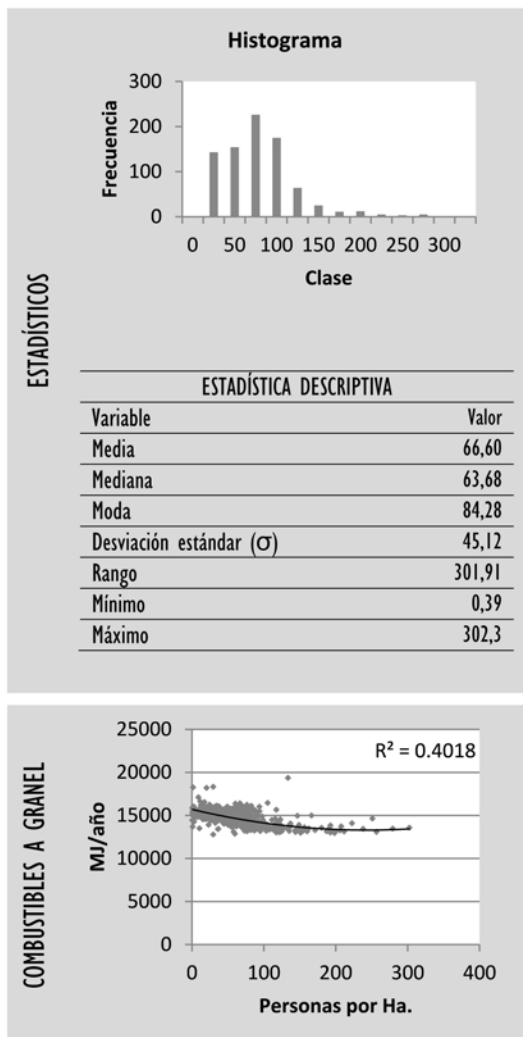 Histograma
300
200
100
0
Frecuencia
0 50 100 150 200 250 300
Clase
ESTADÍSTICOS
ESTADÍSTICA DESCRIPTIVA
Variable Valor
Media 66,60
Mediana 63,68
Moda 84,28
Desviación estándar (σ) 45,12
Rango 301,91
Mínimo 0,39
Máximo 302,3
COMBUSTIBLES A GRANEL
25000
20000
15000
10000
5000
0
MJ/año
R² = 0.4018
0 100 200 300 400
Personas por Ha.